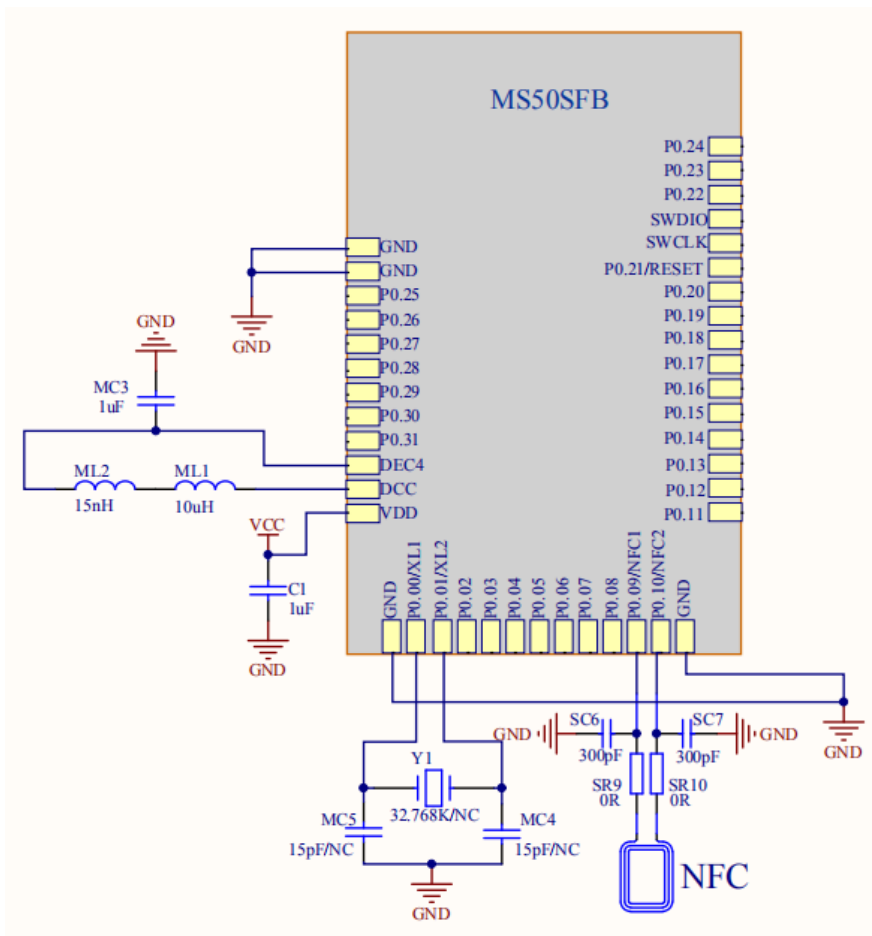 MS50SFB
P0.24
P0.23
P0.22
SWDIO
SWCLK
P0.21/RESET
P0.20
P0.19
P0.18
P0.17
P0.16
P0.15
P0.14
P0.13
P0.12
P0.11
GND
GND
P0.25
P0.26
P0.27
P0.28
P0.29
P0.30
P0.31
DEC4
DCC
VDD
GND
GND
MC3
1uF
ML2
15nH
ML1
10uH
VCC
C1
1uF
GND
GND
P0.00/XL1
P0.01/XL2
P0.02
P0.03
P0.04
P0.05
P0.06
P0.07
P0.08
P0.09/NFC1
P0.10/NFC2
GND
Y1
32.768K/NC
MC5
15pF/NC
MC4
15pF/NC
GND
GND
SC6
300pF
SC7
300pF
GND
GND
SR9
0R
SR10
0R
NFC